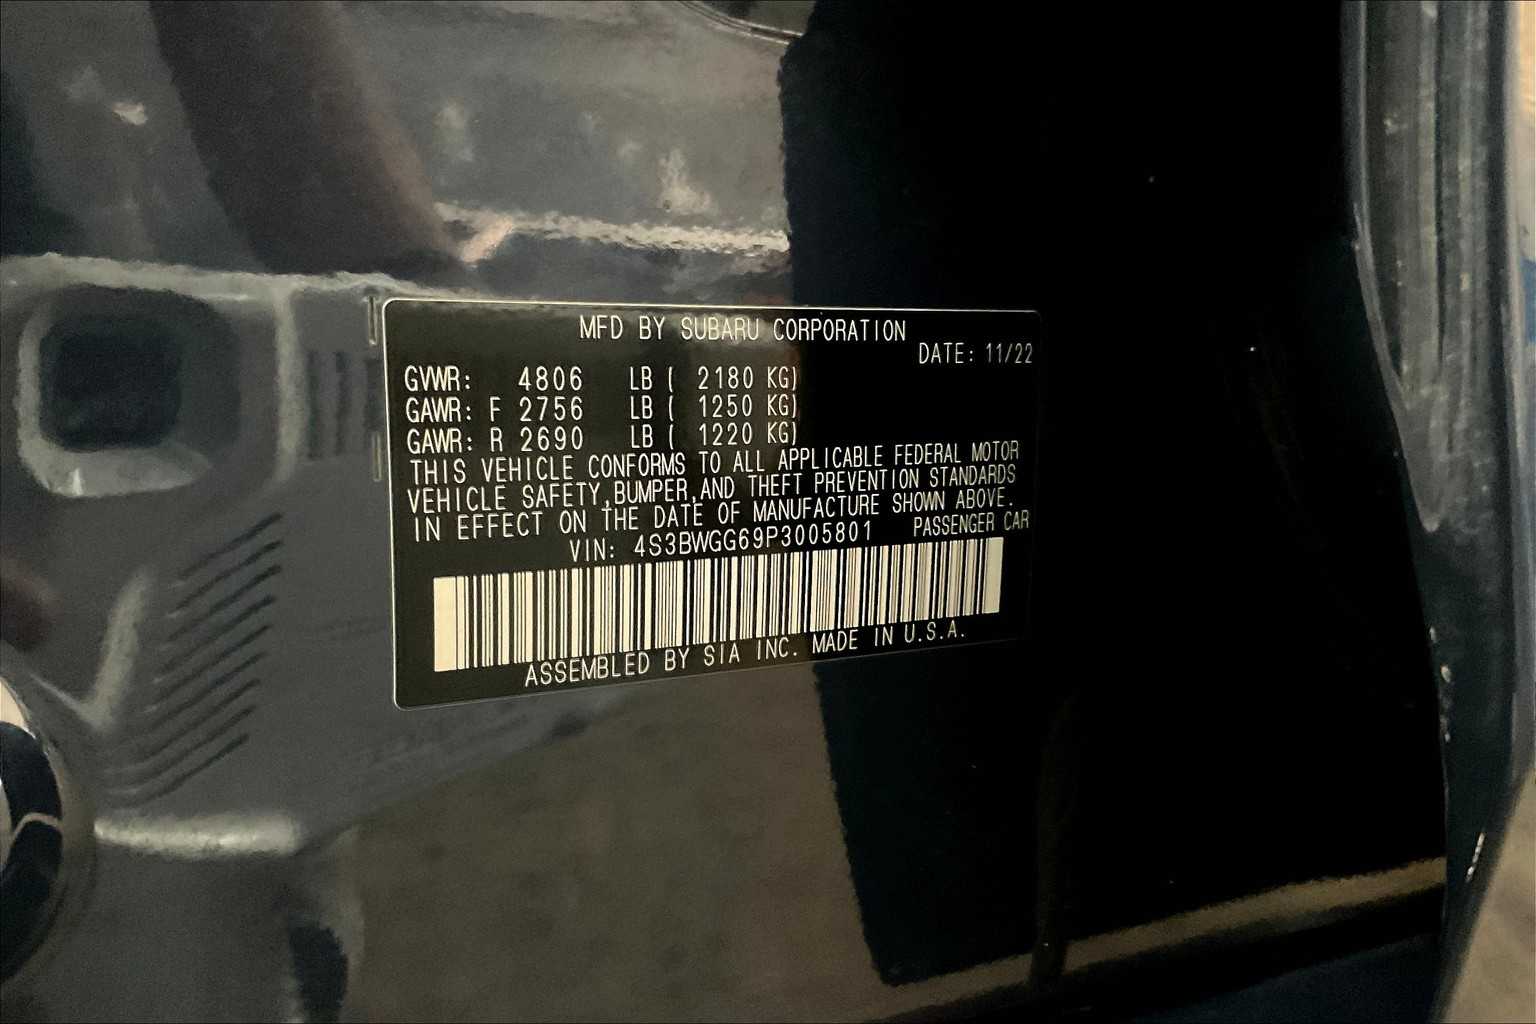 MFD BY SUBARU CORPORATION
DATE: 11/22
GVWR: 4806 LB ( 2180 KG)
GAWR: F 2756 LB ( 1250 KG)
GAWR: R 2690 LB ( 1220 KG)
THIS VEHICLE CONFORMS TO ALL APPLICABLE FEDERAL MOTOR
VEHICLE SAFETY,BUMPER,AND THEFT PREVENTION STANDARDS
IN EFFECT ON THE DATE OF MANUFACTURE SHOWN ABOVE.
VIN: 4S3BWGG69P3005801 PASSENGER CAR
ASSEMBLED BY SIA INC. MADE IN U.S.A.